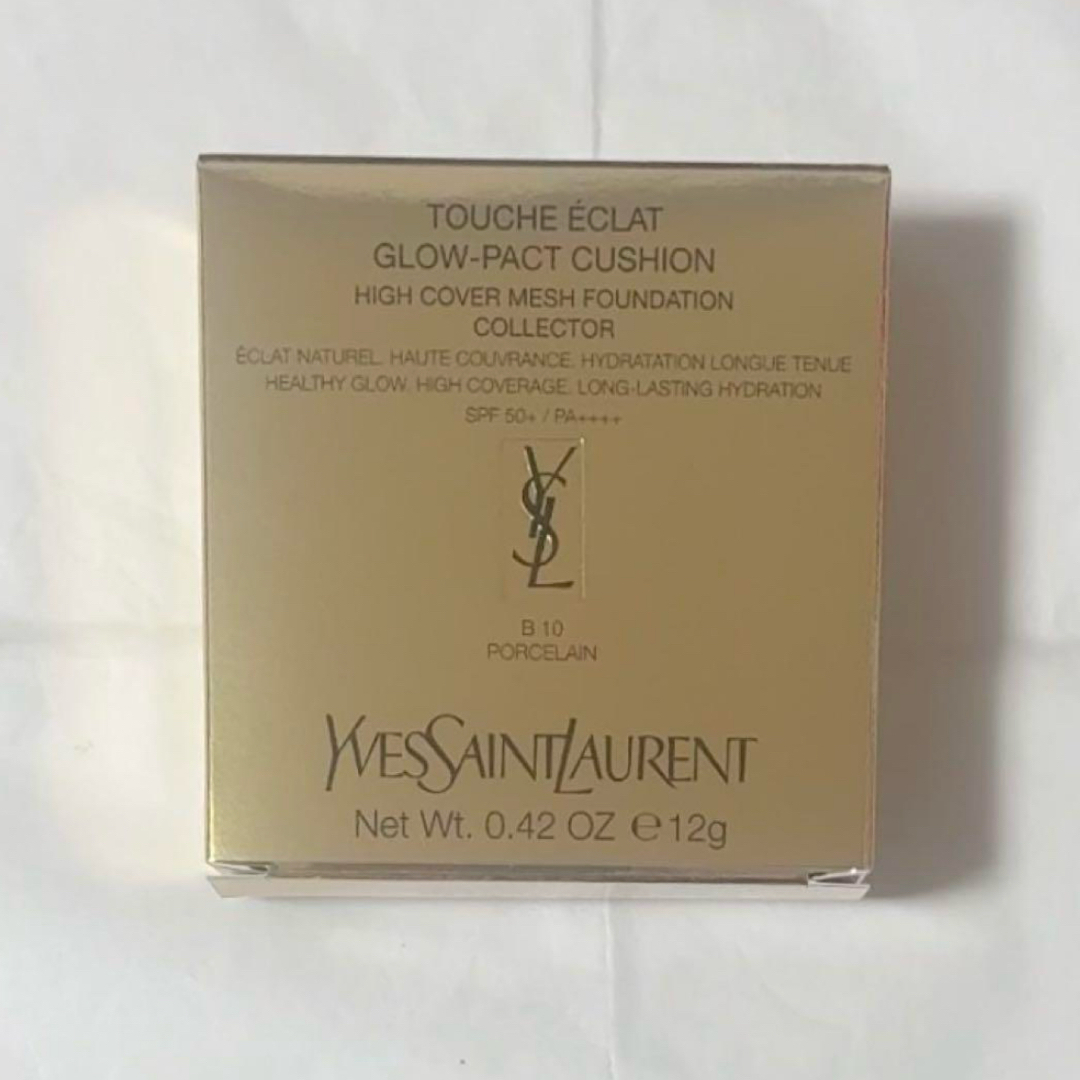 TOUCHE ÉCLAT
GLOW-PACT CUSHION
HIGH COVER MESH FOUNDATION
COLLECTOR
ÉCLAT NATUREL. HAUTE COUVRANCE. HYDRATATION LONGUE TENUE
HEALTHY GLOW. HIGH COVERAGE. LONG-LASTING HYDRATION
SPF 50+ / PA++++
YSL
B 10
PORCELAIN
YVESSAINTLAURENT
Net Wt. 0.42 OZ ℮12g